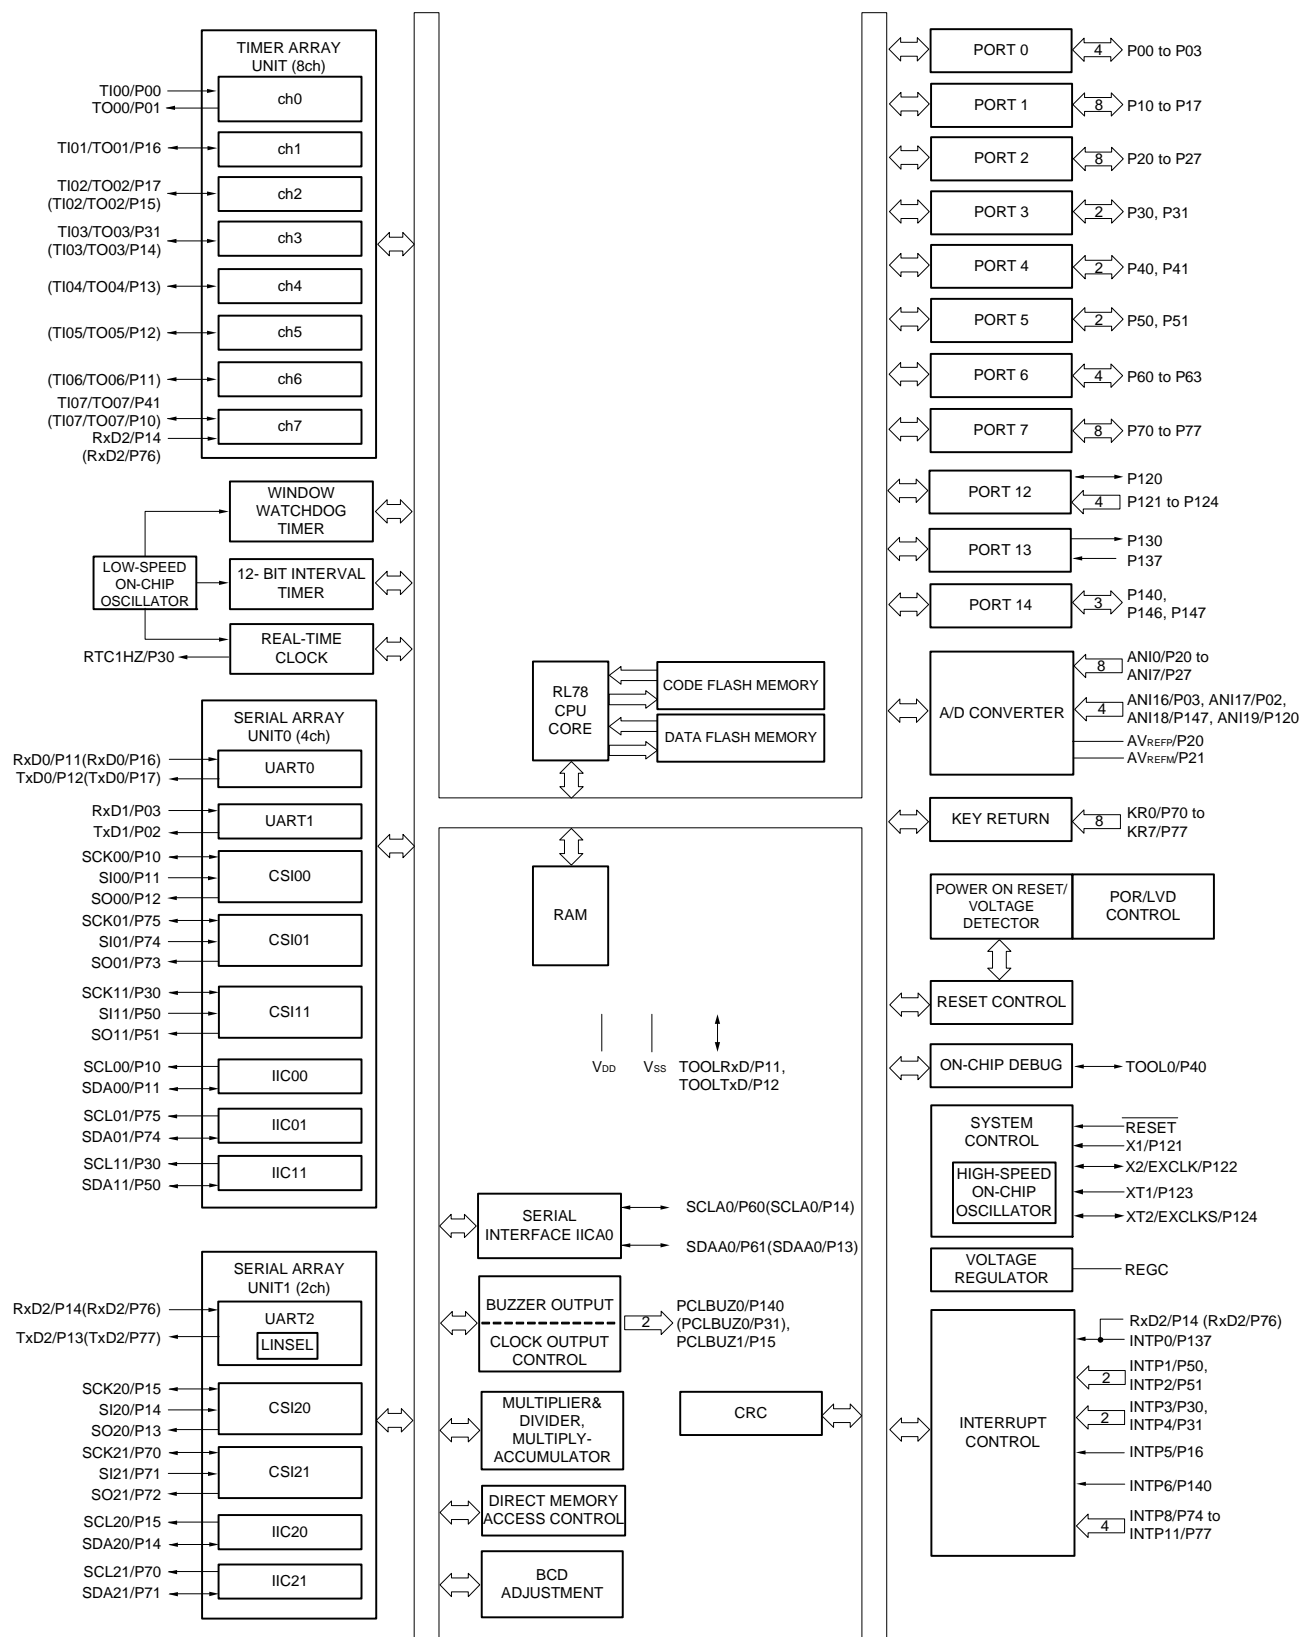 TIMER ARRAY
UNIT (8ch)
TI00/P00
TO00/P01
ch0
TI01/TO01/P16
ch1
TI02/TO02/P17
(TI02/TO02/P15)
ch2
TI03/TO03/P31
(TI03/TO03/P14)
ch3
(TI04/TO04/P13)
ch4
(TI05/TO05/P12)
ch5
(TI06/TO06/P11)
ch6
TI07/TO07/P41
(TI07/TO07/P10)
RxD2/P14
(RxD2/P76)
ch7
WINDOW
WATCHDOG
TIMER
LOW-SPEED
ON-CHIP
OSCILLATOR
12- BIT INTERVAL
TIMER
RTC1HZ/P30
REAL-TIME
CLOCK
SERIAL ARRAY
UNIT0 (4ch)
RxD0/P11(RxD0/P16)
TxD0/P12(TxD0/P17)
UART0
RxD1/P03
TxD1/P02
UART1
SCK00/P10
SI00/P11
SO00/P12
CSI00
SCK01/P75
SI01/P74
SO01/P73
CSI01
SCK11/P30
SI11/P50
SO11/P51
CSI11
SCL00/P10
SDA00/P11
IIC00
SCL01/P75
SDA01/P74
IIC01
SCL11/P30
SDA11/P50
IIC11
SERIAL ARRAY
UNIT1 (2ch)
RxD2/P14(RxD2/P76)
TxD2/P13(TxD2/P77)
UART2
LINSEL
SCK20/P15
SI20/P14
SO20/P13
CSI20
SCK21/P70
SI21/P71
SO21/P72
CSI21
SCL20/P15
SDA20/P14
IIC20
SCL21/P70
SDA21/P71
IIC21
RL78
CPU
CORE
CODE FLASH MEMORY
DATA FLASH MEMORY
RAM
VDD
VSS
TOOLRxD/P11,
TOOLTxD/P12
SERIAL
INTERFACE IICA0
SCLA0/P60(SCLA0/P14)
SDAA0/P61(SDAA0/P13)
BUZZER OUTPUT
CLOCK OUTPUT
CONTROL
2
PCLBUZ0/P140
(PCLBUZ0/P31),
PCLBUZ1/P15
MULTIPLIER&
DIVIDER,
MULTIPLY-
ACCUMULATOR
CRC
DIRECT MEMORY
ACCESS CONTROL
BCD
ADJUSTMENT
PORT 0
4
P00 to P03
PORT 1
8
P10 to P17
PORT 2
8
P20 to P27
PORT 3
2
P30, P31
PORT 4
2
P40, P41
PORT 5
2
P50, P51
PORT 6
4
P60 to P63
PORT 7
8
P70 to P77
PORT 12
P120
4
P121 to P124
PORT 13
P130
P137
PORT 14
3
P140,
P146, P147
A/D CONVERTER
8
ANI0/P20 to
ANI7/P27
4
ANI16/P03, ANI17/P02,
ANI18/P147, ANI19/P120
AVREFP/P20
AVREFM/P21
KEY RETURN
8
KR0/P70 to
KR7/P77
POWER ON RESET/
VOLTAGE
DETECTOR
POR/LVD
CONTROL
RESET CONTROL
ON-CHIP DEBUG
TOOL0/P40
SYSTEM
CONTROL
HIGH-SPEED
ON-CHIP
OSCILLATOR
RESET
X1/P121
X2/EXCLK/P122
XT1/P123
XT2/EXCLKS/P124
VOLTAGE
REGULATOR
REGC
INTERRUPT
CONTROL
RxD2/P14 (RxD2/P76)
INTP0/P137
2
INTP1/P50,
INTP2/P51
2
INTP3/P30,
INTP4/P31
INTP5/P16
INTP6/P140
4
INTP8/P74 to
INTP11/P77